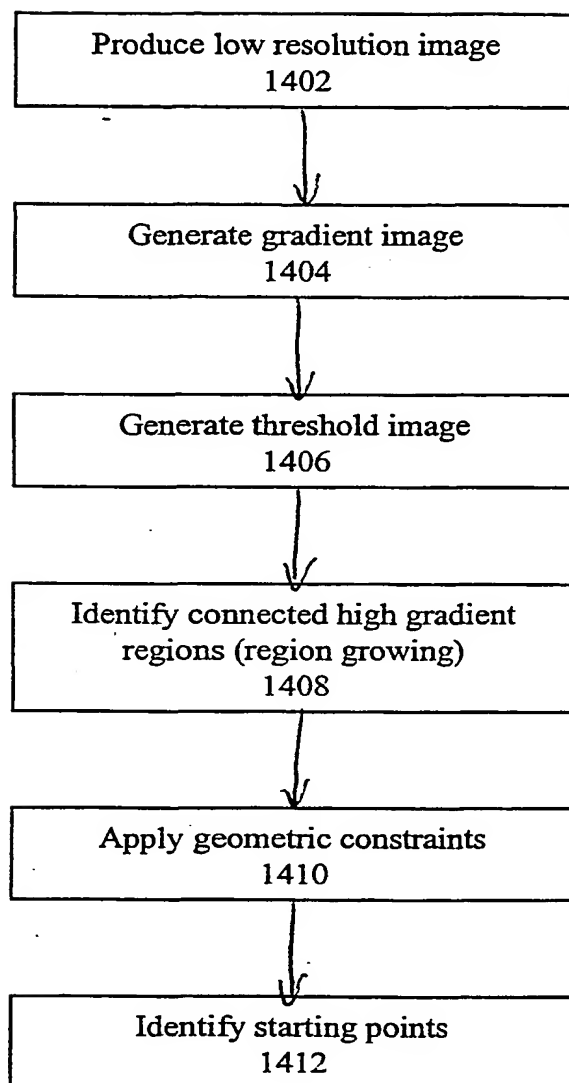 Produce low resolution image
1402
Generate gradient image
1404
Generate threshold image
1406
Identify connected high gradient
regions (region growing)
1408
Apply geometric constraints
1410
Identify starting points
1412